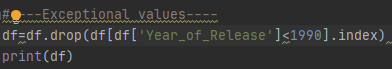 #---Exceptional values----
df=df.drop(df[df['Year_of_Release']<1990].index)
print(df)